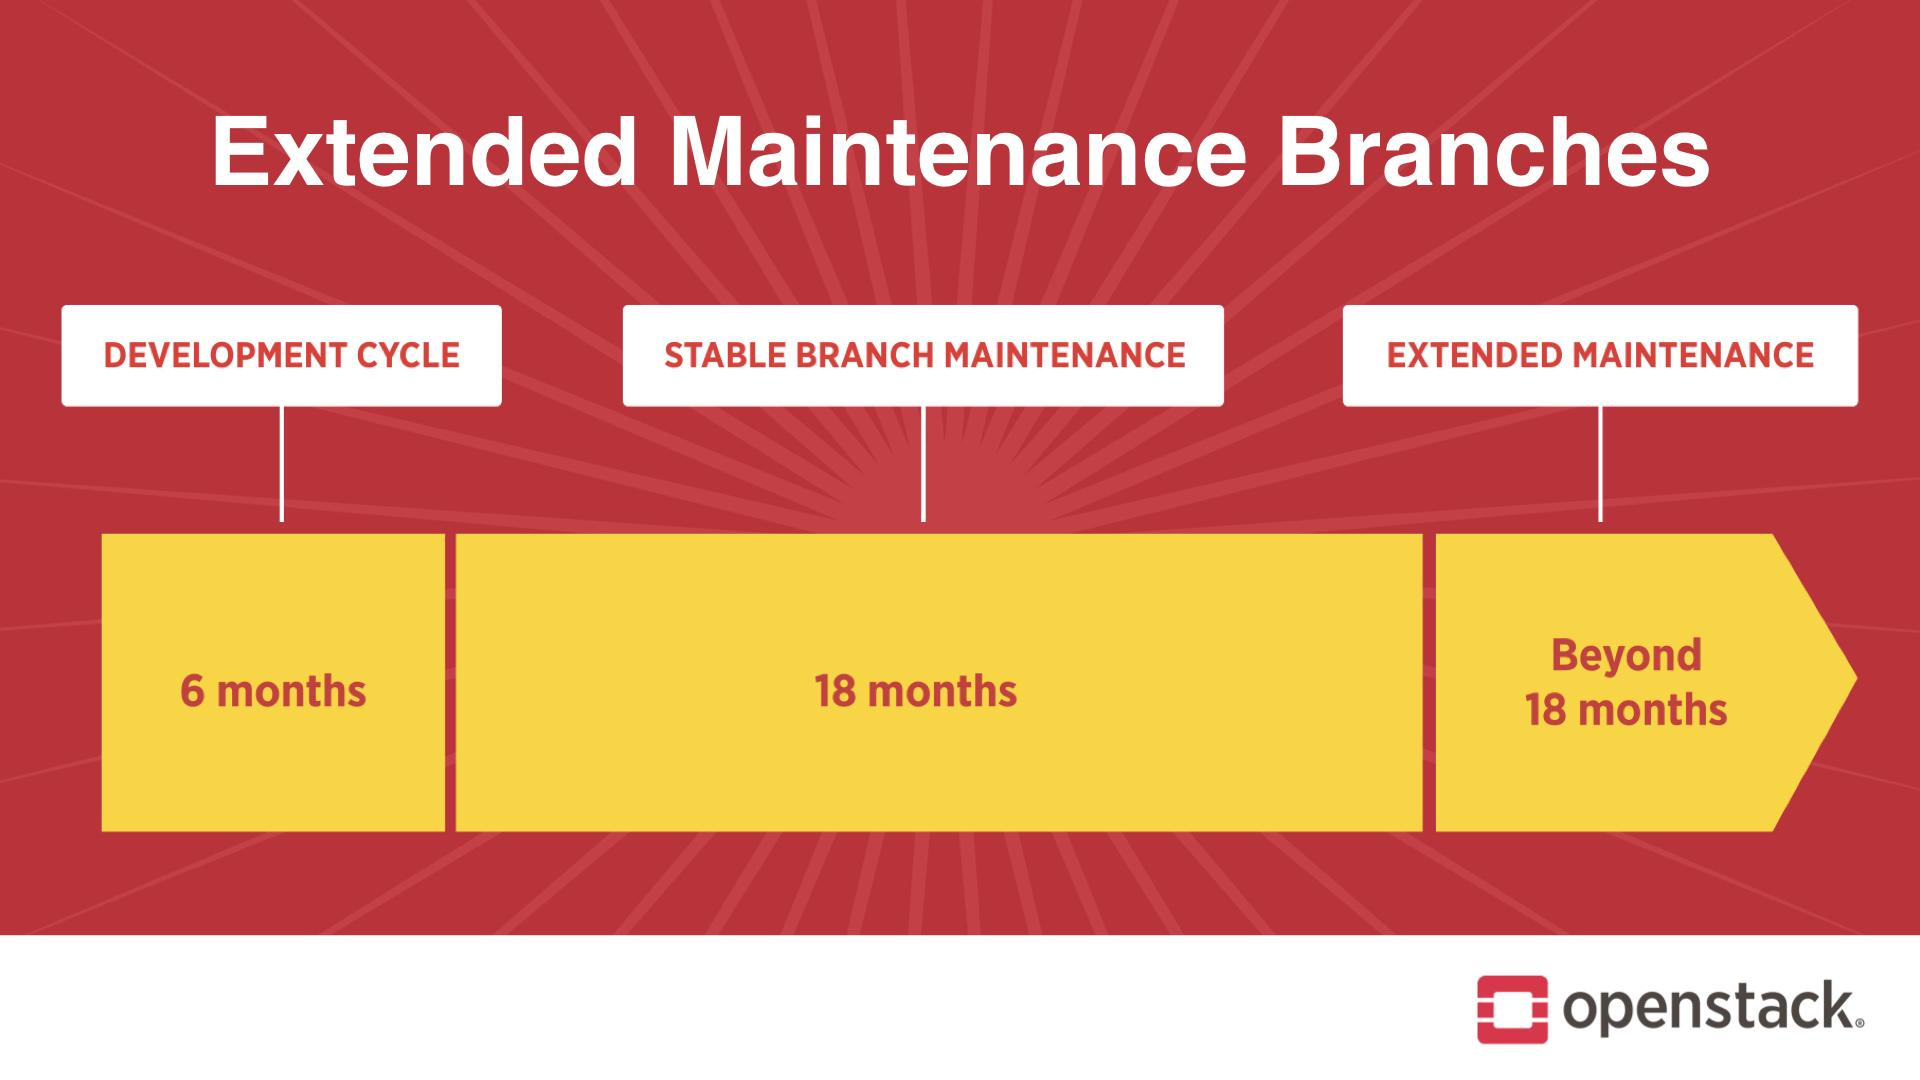 Extended Maintenance Branches
DEVELOPMENT CYCLE
STABLE BRANCH MAINTENANCE
EXTENDED MAINTENANCE
6 months
18 months
Beyond
18 months
openstack®